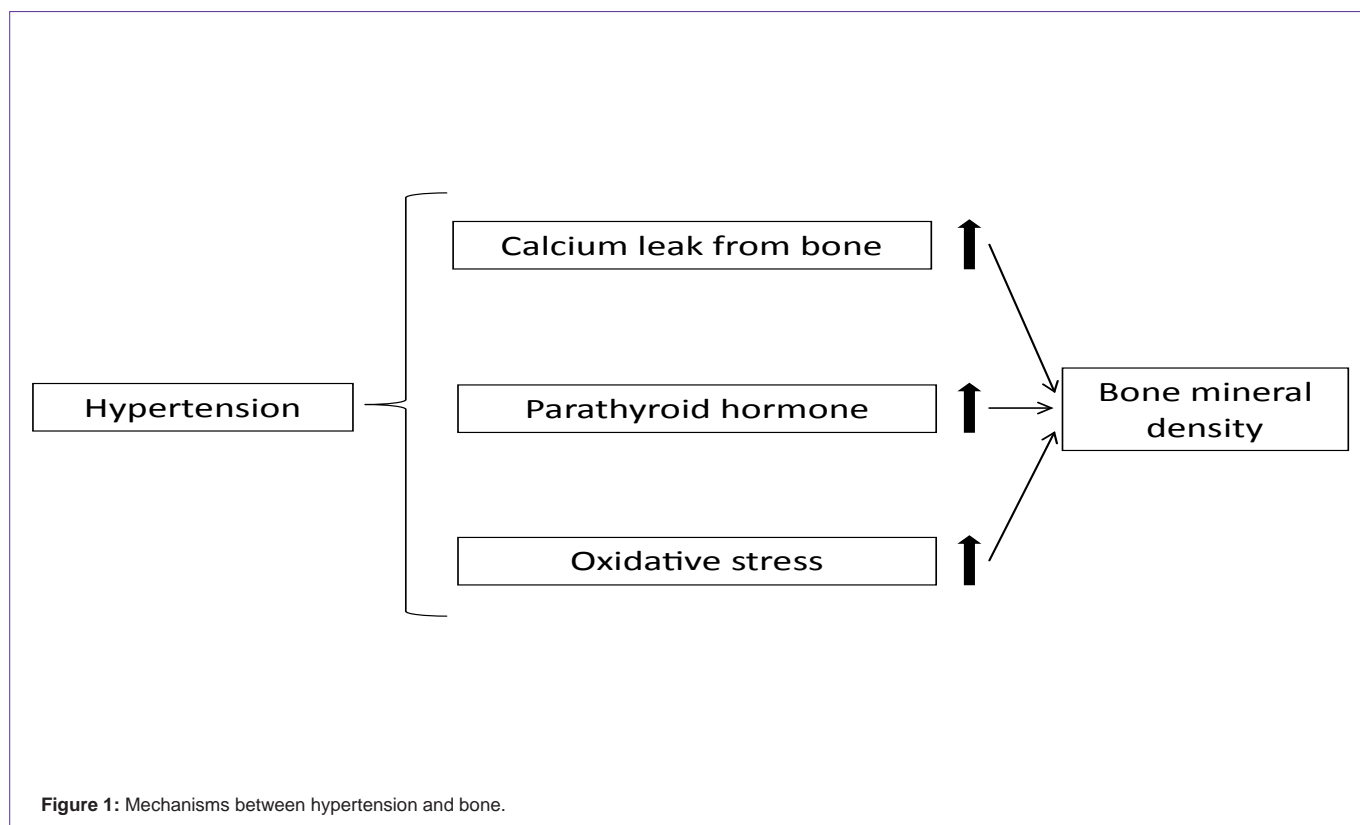 Calcium leak from bone
Hypertension
Parathyroid hormone
Bone mineral
density
Oxidative stress
Figure 1: Mechanisms between hypertension and bone.